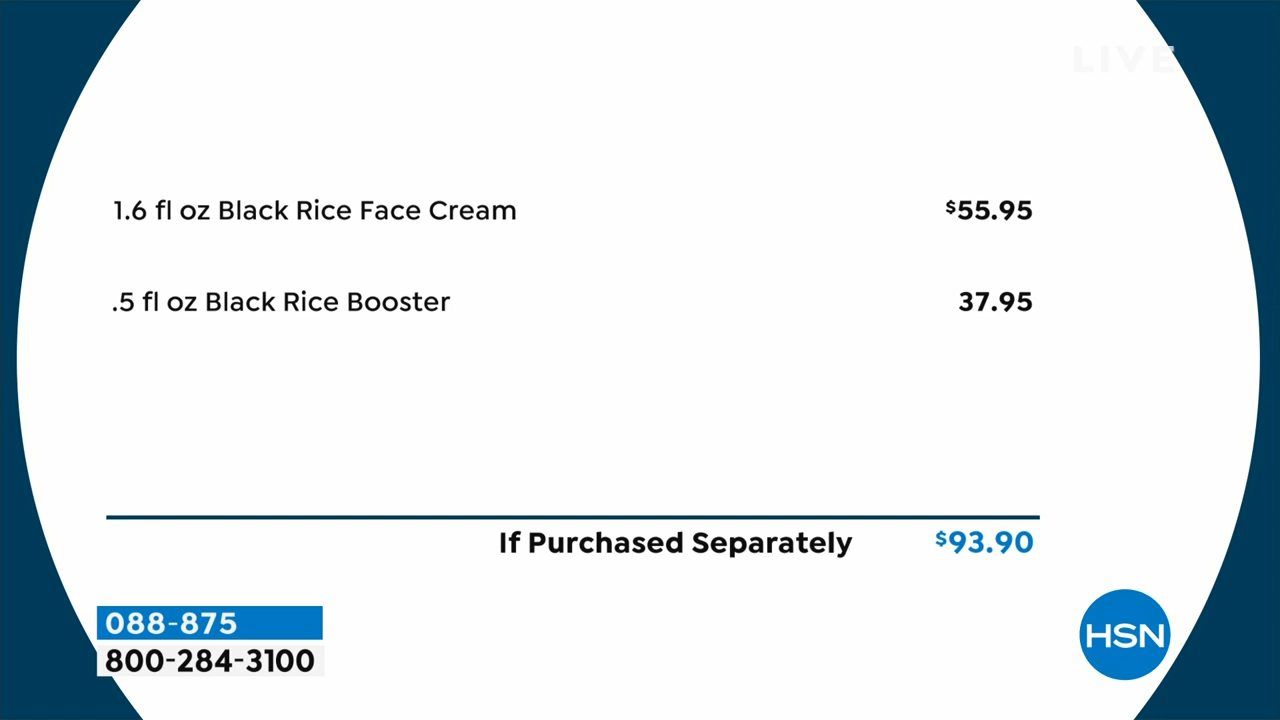 LIVE
1.6 fl oz Black Rice Face Cream $55.95
.5 fl oz Black Rice Booster 37.95
If Purchased Separately $93.90
088-875
800-284-3100
HSN